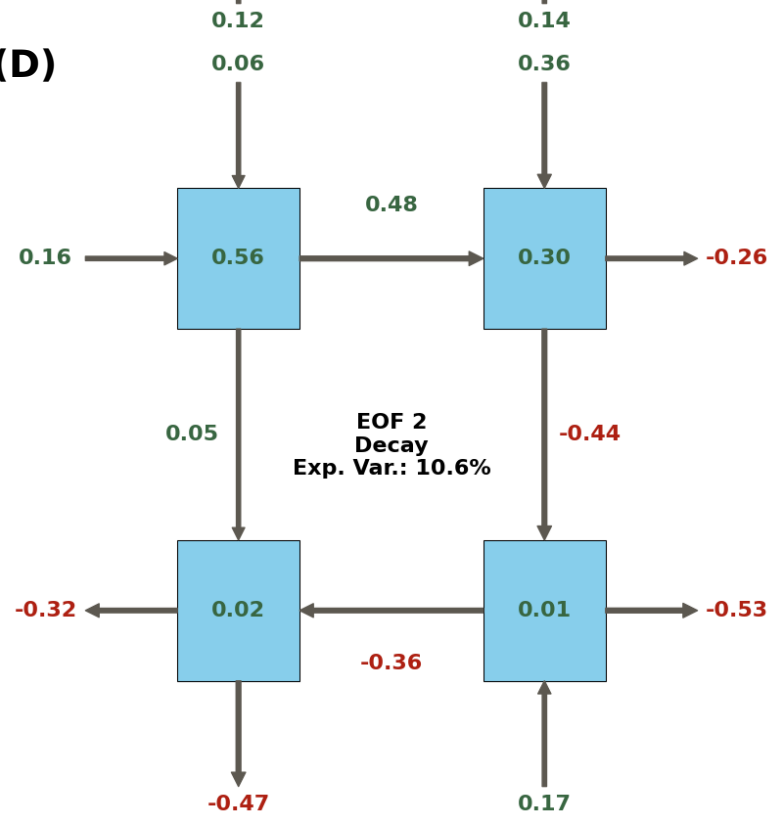 0.12 0.14
(D) 0.06 0.36
0.48
0.16 0.56 0.30 -0.26
EOF 2
0.05 Decay -0.44
Exp. Var.: 10.6%
-0.32 0.02 0.01 -0.53
-0.36
-0.47 0.17